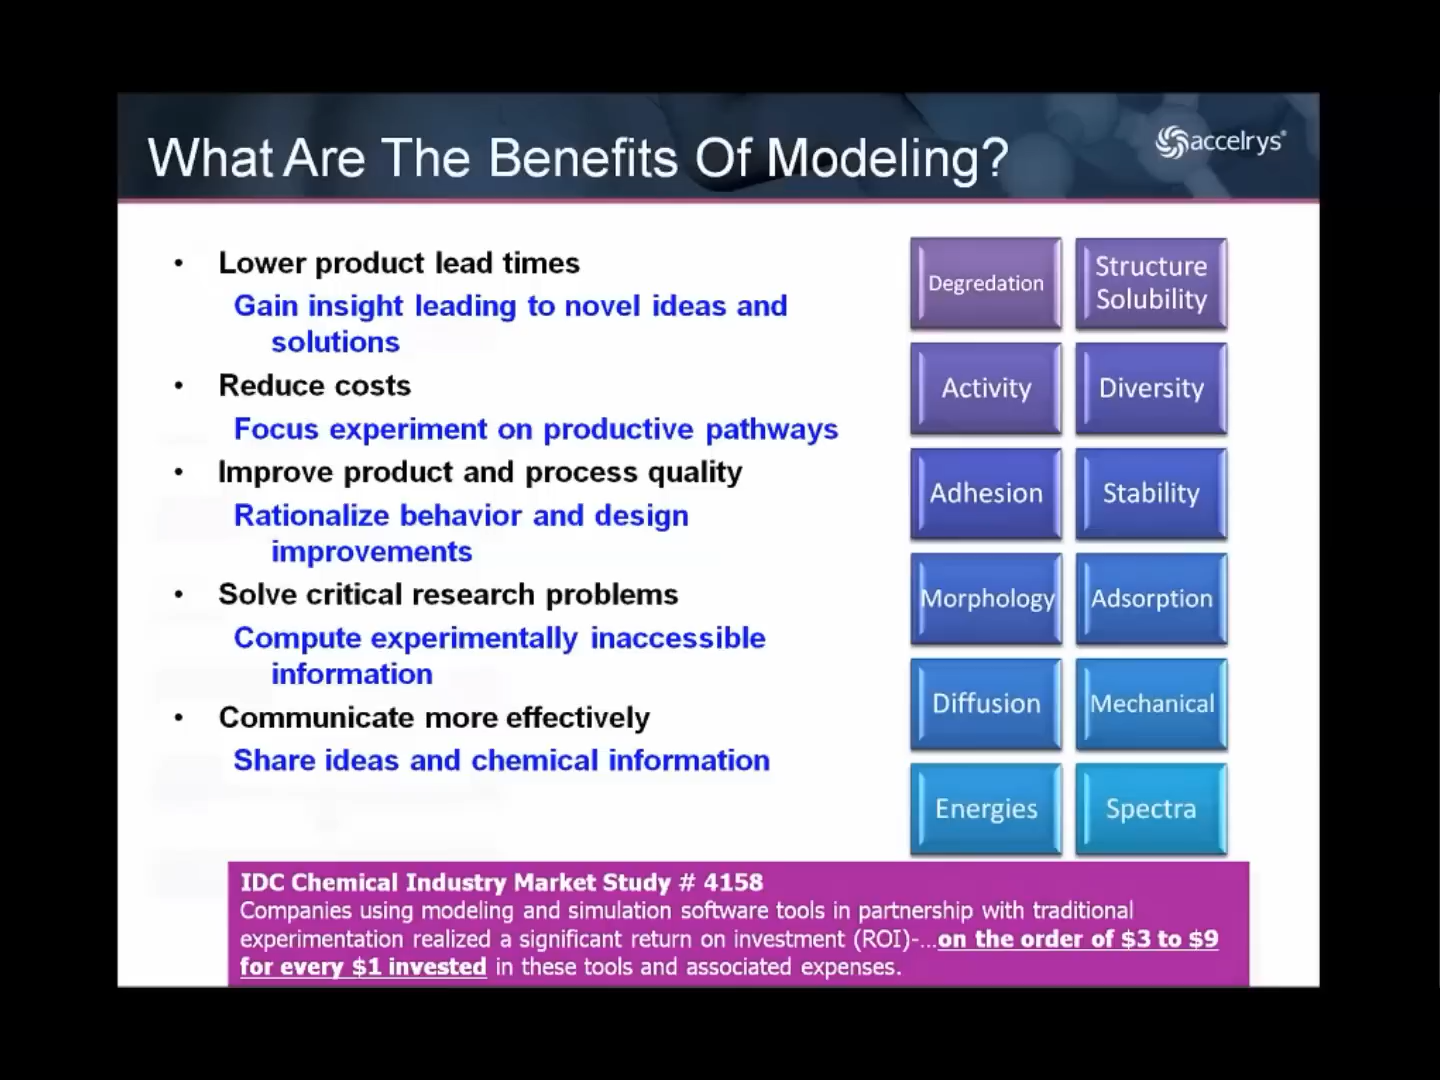 What Are The Benefits Of Modeling?
accelrys®
• Lower product lead times
Gain insight leading to novel ideas and
solutions
• Reduce costs
Focus experiment on productive pathways
• Improve product and process quality
Rationalize behavior and design
improvements
• Solve critical research problems
Compute experimentally inaccessible
information
• Communicate more effectively
Share ideas and chemical information
Degredation
Structure
Solubility
Activity
Diversity
Adhesion
Stability
Morphology
Adsorption
Diffusion
Mechanical
Energies
Spectra
IDC Chemical Industry Market Study # 4158
Companies using modeling and simulation software tools in partnership with traditional
experimentation realized a significant return on investment (ROI)-...on the order of $3 to $9
for every $1 invested in these tools and associated expenses.